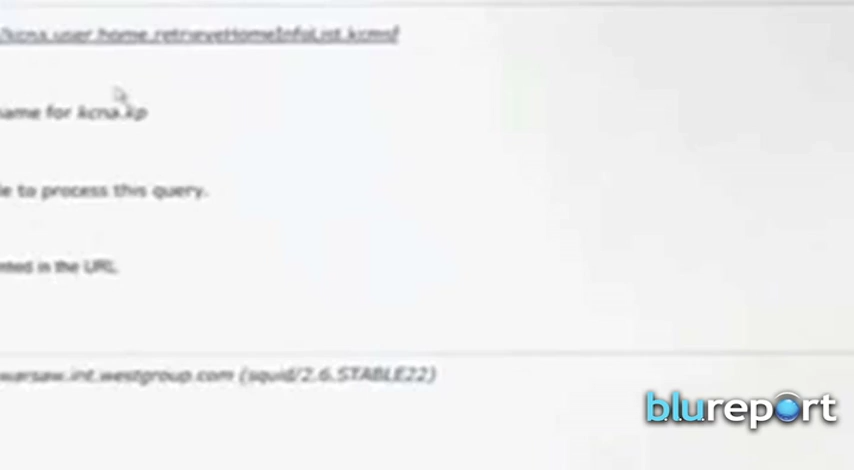 /kcna.user.home.retrieveHomeInfoList.kcmsf
ame for kcna.kp
le to process this query.
nted in the URL
warsaw.int.westgroup.com (squid/2.6.STABLE22)
blureport